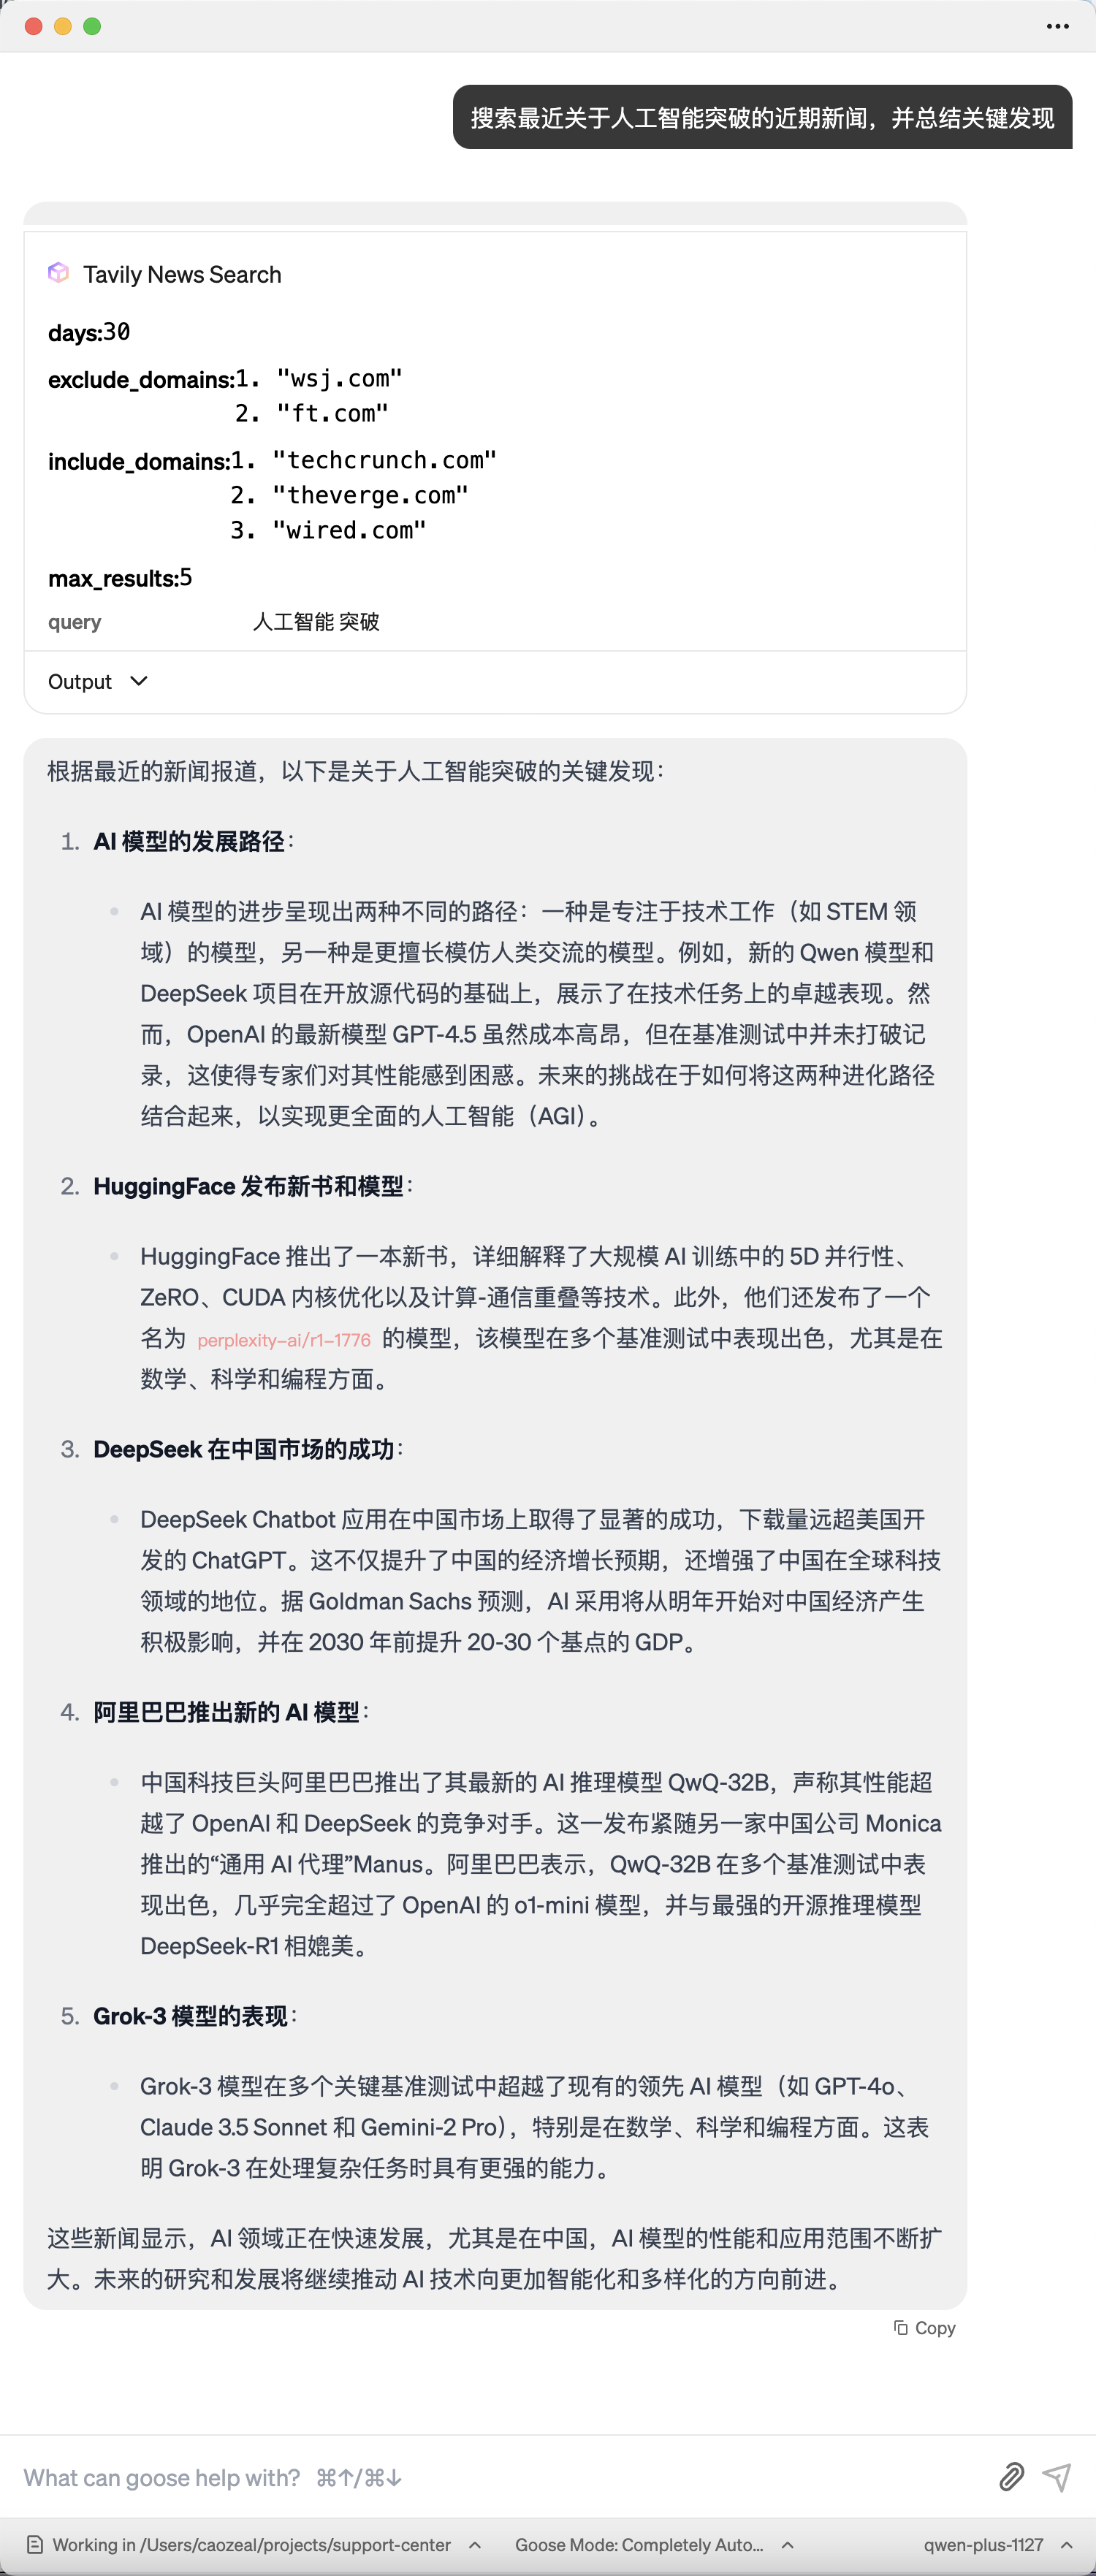 搜索最近关于人工智能突破的近期新闻，并总结关键发现
Tavily News Search
days:30
exclude_domains:1. "wsj.com"
2. "ft.com"
include_domains:1. "techcrunch.com"
2. "theverge.com"
3. "wired.com"
max_results:5
query 人工智能 突破
Output
根据最近的新闻报道，以下是关于人工智能突破的关键发现：
1. AI 模型的发展路径：
AI 模型的进步呈现出两种不同的路径：一种是专注于技术工作（如 STEM 领
域）的模型，另一种是更擅长模仿人类交流的模型。例如，新的 Qwen 模型和
DeepSeek 项目在开放源代码的基础上，展示了在技术任务上的卓越表现。然
而，OpenAI 的最新模型 GPT-4.5 虽然成本高昂，但在基准测试中并未打破记
录，这使得专家们对其性能感到困惑。未来的挑战在于如何将这两种进化路径
结合起来，以实现更全面的人工智能（AGI）。
2. HuggingFace 发布新书和模型：
HuggingFace 推出了一本新书，详细解释了大规模 AI 训练中的 5D 并行性、
ZeRO、CUDA 内核优化以及计算-通信重叠等技术。此外，他们还发布了一个
名为 perplexity-ai/r1-1776 的模型，该模型在多个基准测试中表现出色，尤其是在
数学、科学和编程方面。
3. DeepSeek 在中国市场的成功：
DeepSeek Chatbot 应用在中国市场上取得了显著的成功，下载量远超美国开
发的 ChatGPT。这不仅提升了中国的经济增长预期，还增强了中国在全球科技
领域的地位。据 Goldman Sachs 预测，AI 采用将从明年开始对中国经济产生
积极影响，并在 2030 年前提升 20-30 个基点的 GDP。
4. 阿里巴巴推出新的 AI 模型：
中国科技巨头阿里巴巴推出了其最新的 AI 推理模型 QwQ-32B，声称其性能超
越了 OpenAI 和 DeepSeek 的竞争对手。这一发布紧随另一家中国公司 Monica
推出的“通用 AI 代理”Manus。阿里巴巴表示，QwQ-32B 在多个基准测试中表
现出色，几乎完全超过了 OpenAI 的 o1-mini 模型，并与最强的开源推理模型
DeepSeek-R1 相媲美。
5. Grok-3 模型的表现：
Grok-3 模型在多个关键基准测试中超越了现有的领先 AI 模型（如 GPT-4o、
Claude 3.5 Sonnet 和 Gemini-2 Pro），特别是在数学、科学和编程方面。这表
明 Grok-3 在处理复杂任务时具有更强的能力。
这些新闻显示，AI 领域正在快速发展，尤其是在中国，AI 模型的性能和应用范围不断扩
大。未来的研究和发展将继续推动 AI 技术向更加智能化和多样化的方向前进。
Copy
What can goose help with? ⌘↑/⌘↓
Working in /Users/caozeal/projects/support-center Goose Mode: Completely Auto... qwen-plus-1127